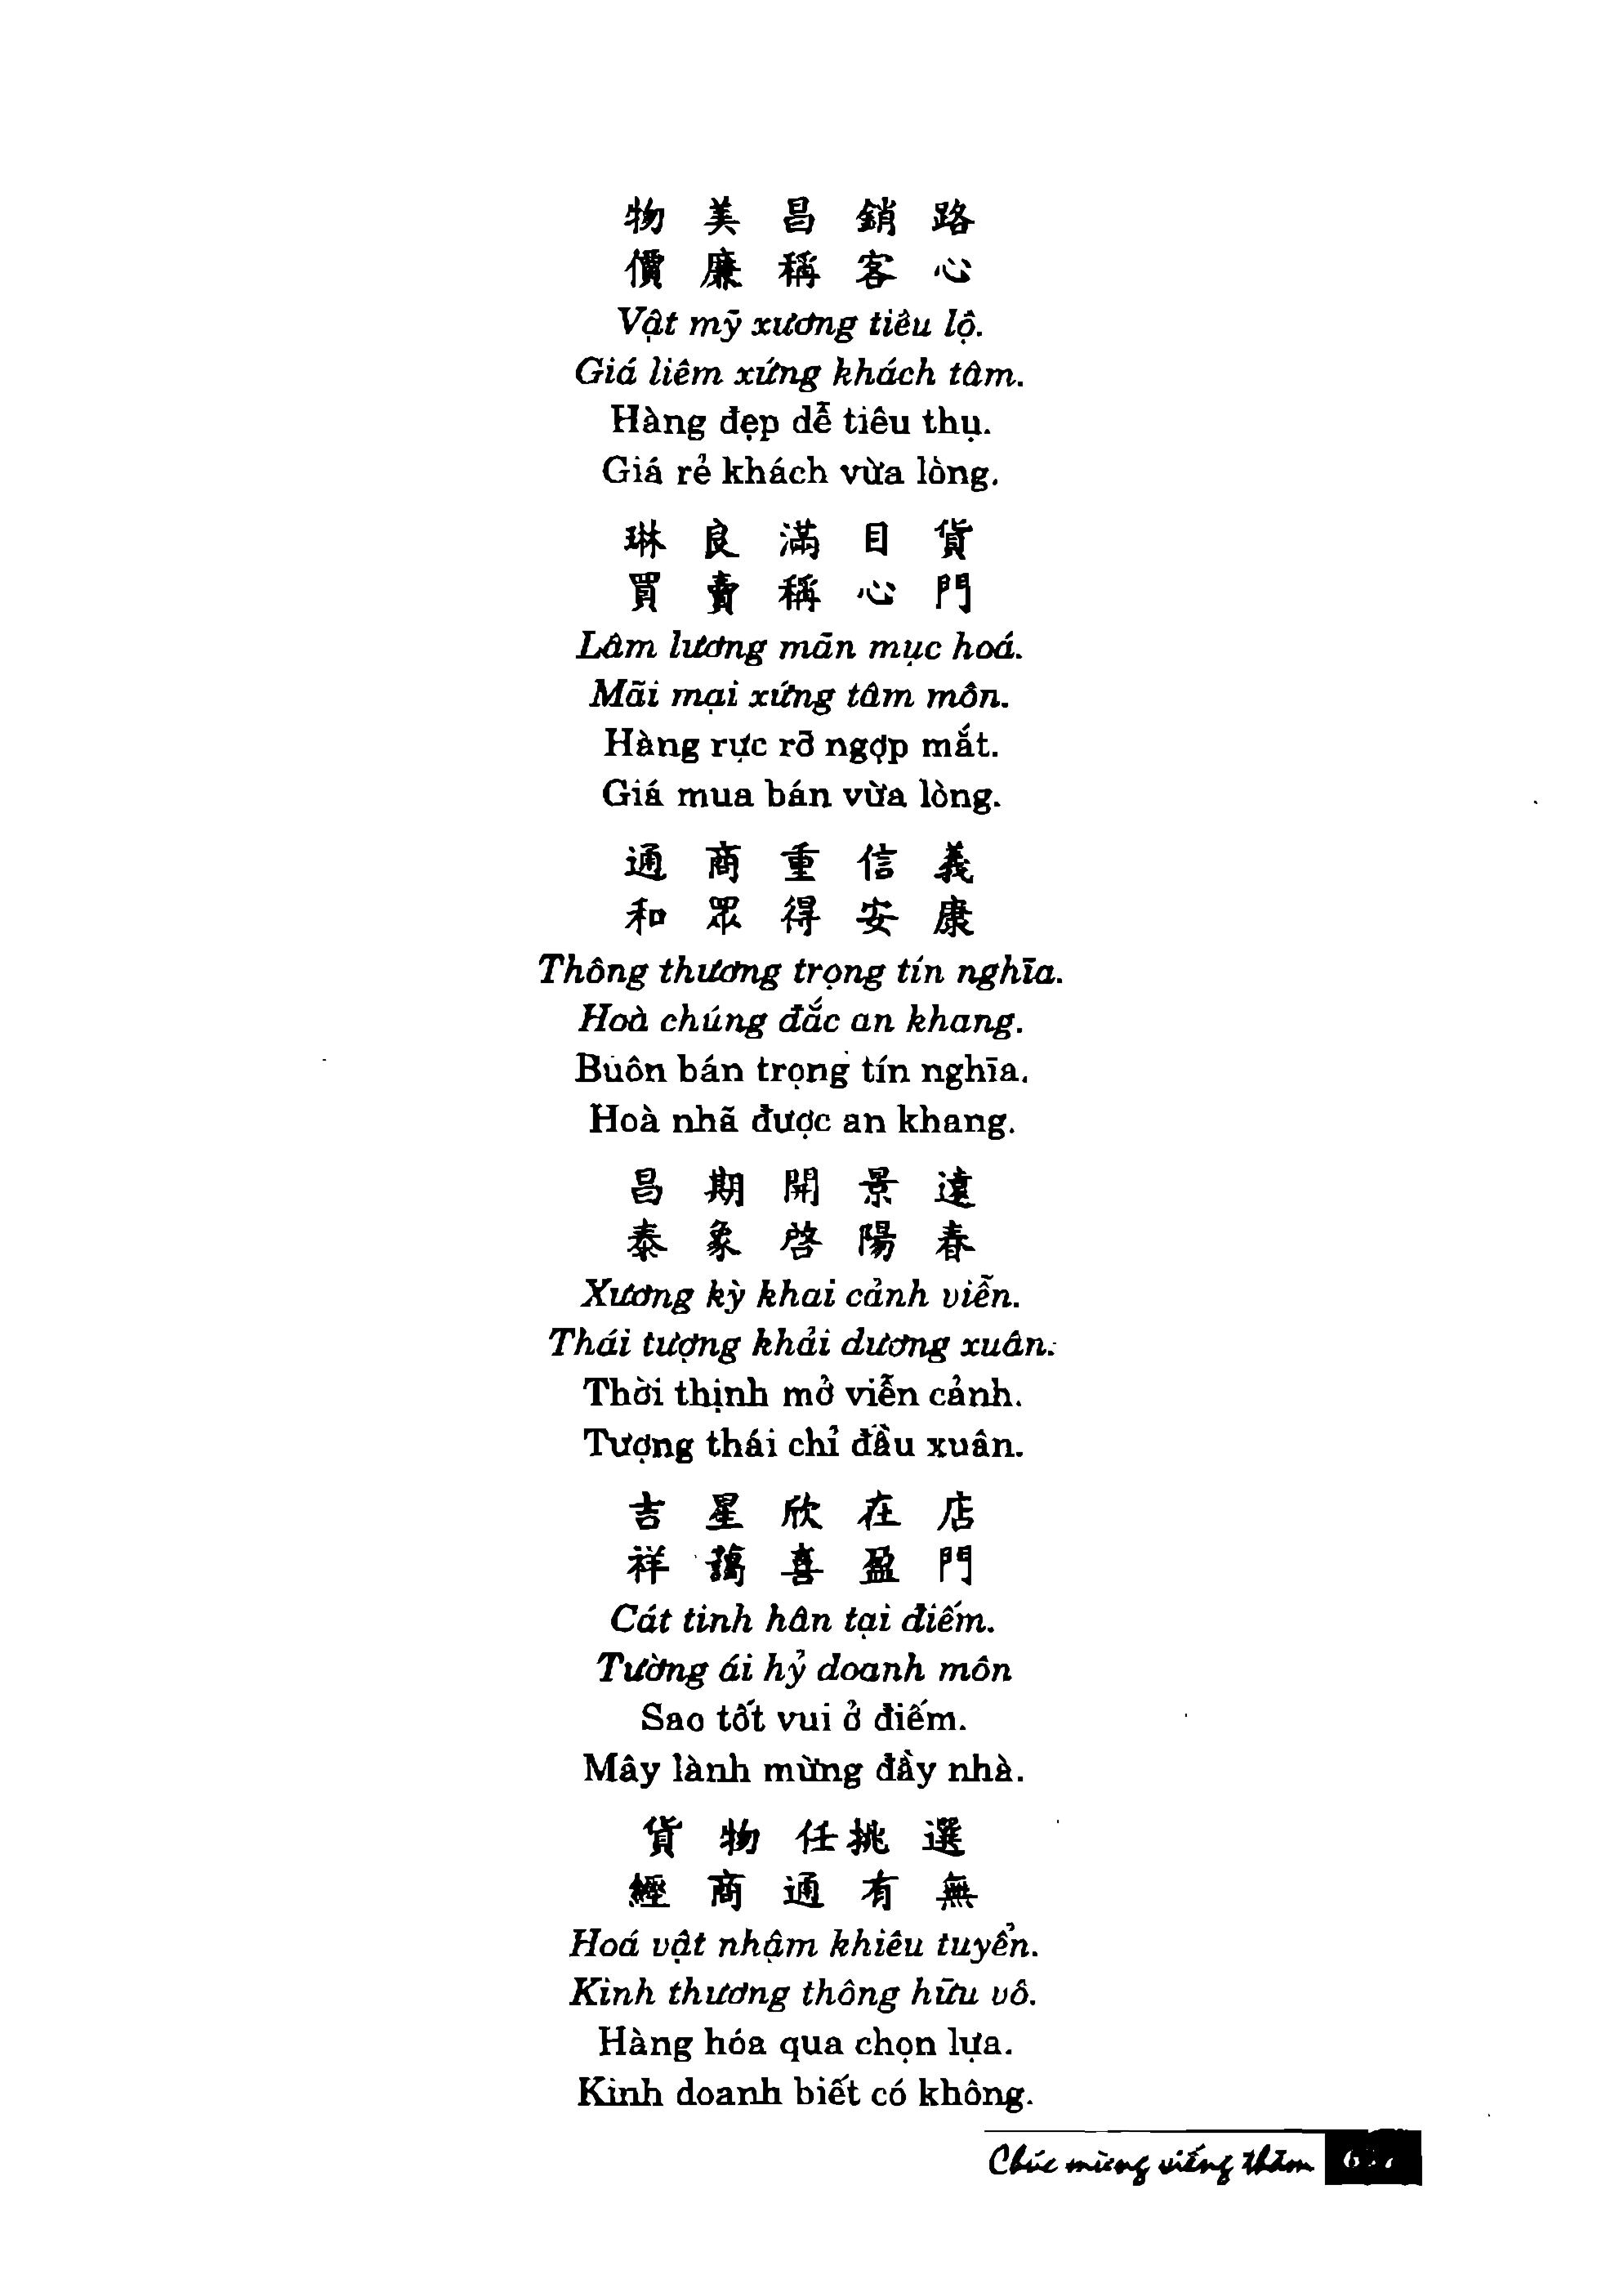 物 美 昌 銷 路
價 廉 稱 客 心
Vật mỹ xương tiêu lộ.
Giá liêm xứng khách tâm.
Hàng đẹp dễ tiêu thụ.
Giá rẻ khách vừa lòng.
琳 良 滿 目 貨
買 賣 稱 心 門
Lâm lương mãn mục hoá.
Mãi mại xứng tâm môn.
Hàng rực rỡ ngợp mắt.
Giá mua bán vừa lòng.
通 商 重 信 義
和 眾 得 安 康
Thông thương trọng tín nghĩa.
Hoà chúng đắc an khang.
Buôn bán trọng tín nghĩa.
Hoà nhã được an khang.
昌 期 開 景 遠
泰 象 啓 陽 春
Xương kỳ khai cảnh viễn.
Thái tượng khải dương xuân.
Thời thịnh mở viễn cảnh.
Tượng thái chỉ đầu xuân.
吉 星 欣 在 店
祥 藹 喜 盈 門
Cát tinh hân tại điếm.
Tường ái hỷ doanh môn
Sao tốt vui ở điếm.
Mây lành mừng đầy nhà.
貨 物 任 挑 選
經 商 通 有 無
Hoá vật nhậm khiêu tuyển.
Kinh thương thông hữu vô.
Hàng hóa qua chọn lựa.
Kinh doanh biết có không.
Chúc mừng viếng thăm